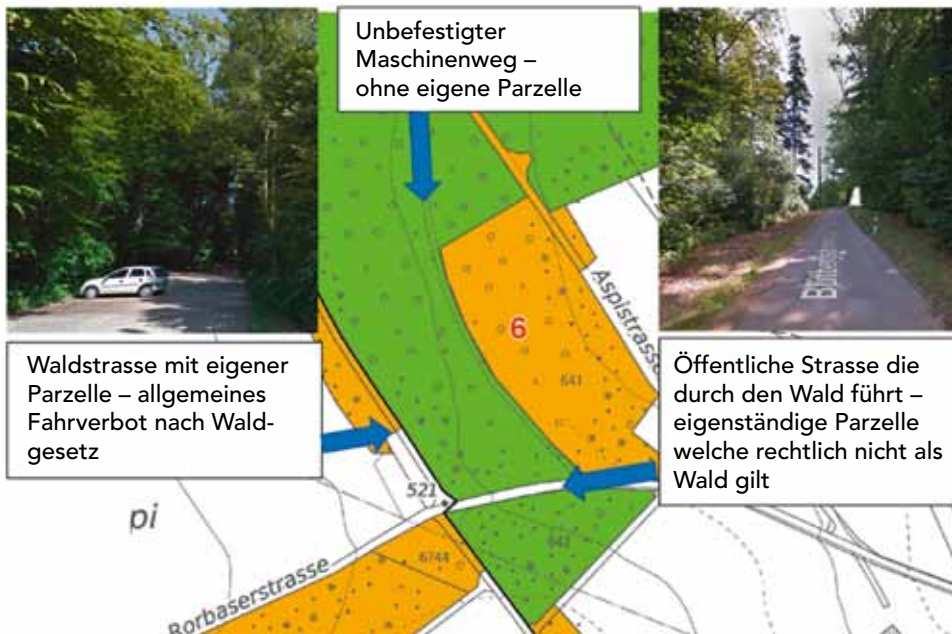 Unbefestigter
Maschinenweg –
ohne eigene Parzelle
Waldstrasse mit eigener
Parzelle – allgemeines
Fahrverbot nach Wald-
gesetz
Öffentliche Strasse die
durch den Wald führt –
eigenständige Parzelle
welche rechtlich nicht als
Wald gilt
Aspistrasse
6
641
521
pi
6744
641
Borbaserstrasse